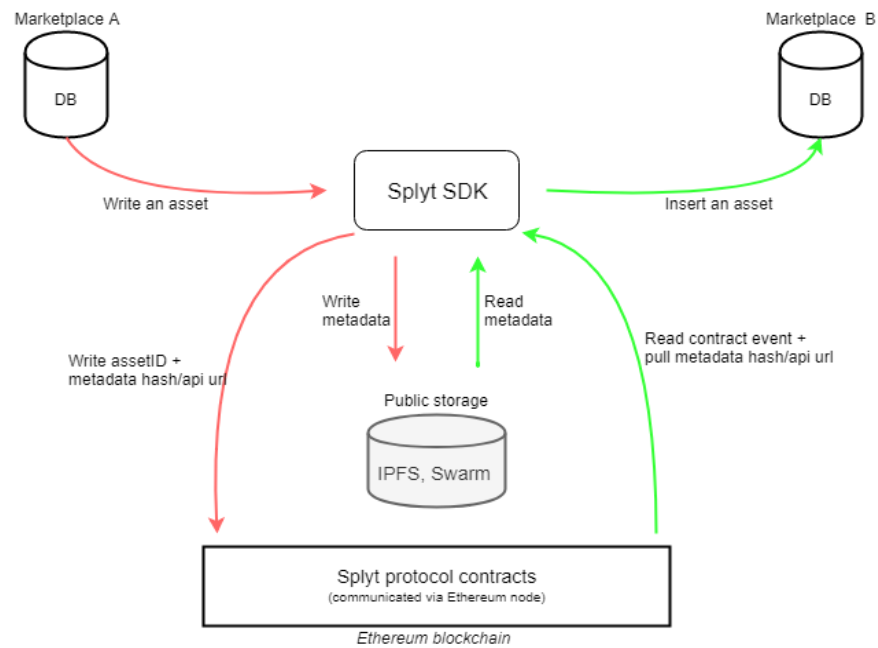 Marketplace A
Marketplace B
DB
DB
Splyt SDK
Write an asset
Insert an asset
Write
metadata
Read
metadata
Write assetID +
metadata hash/api url
Read contract event +
pull metadata hash/api url
Public storage
IPFS, Swarm
Splyt protocol contracts
(communicated via Ethereum node)
Ethereum blockchain